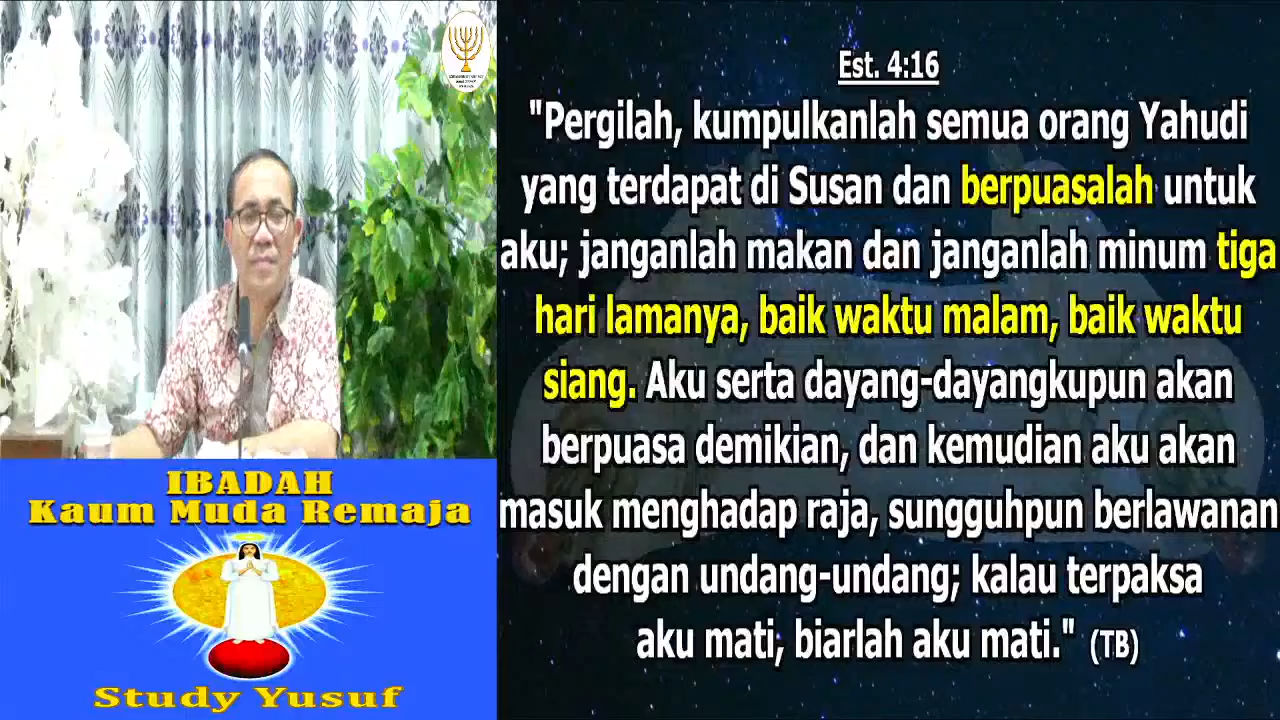 Est. 4:16
"Pergilah, kumpulkanlah semua orang Yahudi
yang terdapat di Susan dan berpuasalah untuk
aku; janganlah makan dan janganlah minum tiga
hari lamanya, baik waktu malam, baik waktu
siang. Aku serta dayang-dayangkupun akan
berpuasa demikian, dan kemudian aku akan
masuk menghadap raja, sungguhpun berlawanan
dengan undang-undang; kalau terpaksa
aku mati, biarlah aku mati." (TB)
IBADAH
Kaum Muda Remaja
Study Yusuf